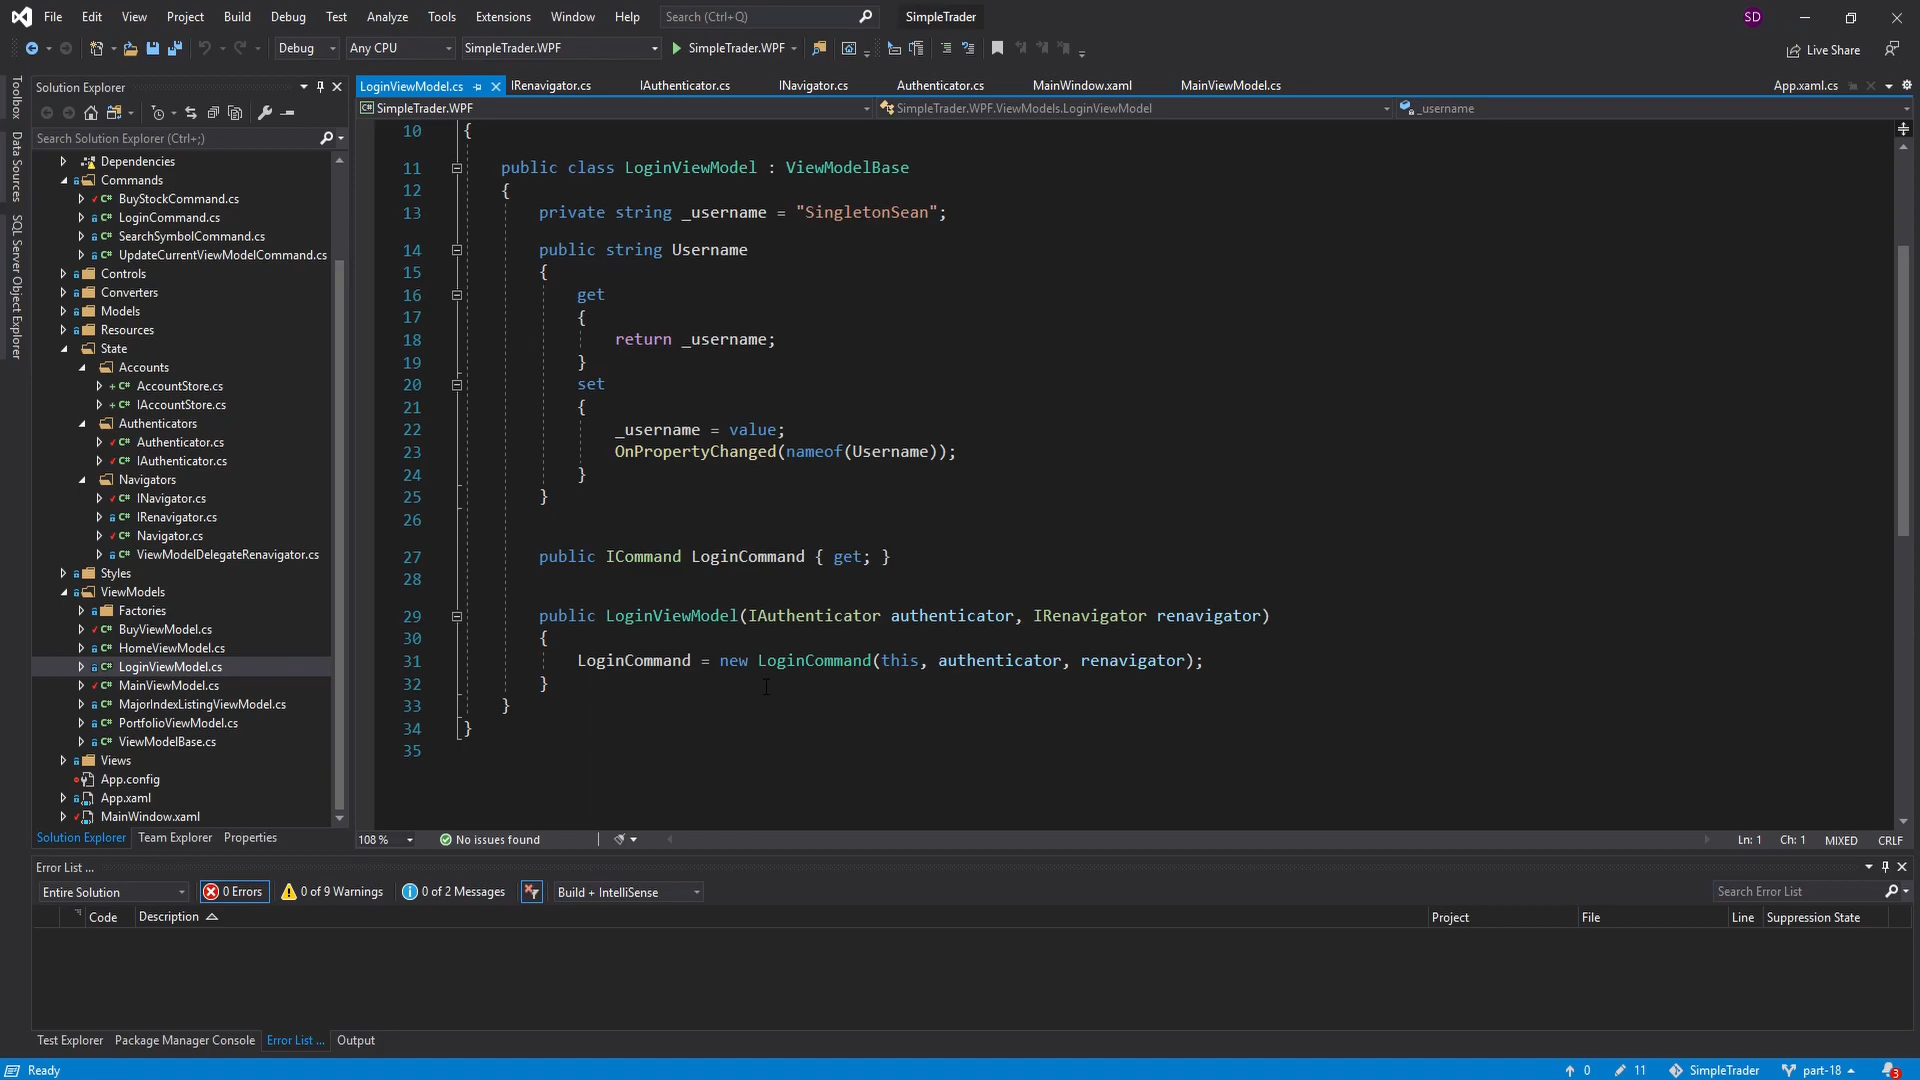 File Edit View Project Build Debug Test Analyze Tools Extensions Window Help Search (Ctrl+Q) SimpleTrader SD
Debug Any CPU SimpleTrader.WPF SimpleTrader.WPF Live Share
Toolbox
Data Sources
SQL Server Object Explorer
Solution Explorer
Search Solution Explorer (Ctrl+;)
Dependencies
Commands
BuyStockCommand.cs
LoginCommand.cs
SearchSymbolCommand.cs
UpdateCurrentViewModelCommand.cs
Controls
Converters
Models
Resources
State
Accounts
AccountStore.cs
IAccountStore.cs
Authenticators
Authenticator.cs
IAuthenticator.cs
Navigators
INavigator.cs
IRenavigator.cs
Navigator.cs
ViewModelDelegateRenavigator.cs
Styles
ViewModels
Factories
BuyViewModel.cs
HomeViewModel.cs
LoginViewModel.cs
MainViewModel.cs
MajorIndexListingViewModel.cs
PortfolioViewModel.cs
ViewModelBase.cs
Views
App.config
App.xaml
MainWindow.xaml
Solution Explorer Team Explorer Properties
LoginViewModel.cs IRenavigator.cs IAuthenticator.cs INavigator.cs Authenticator.cs MainWindow.xaml MainViewModel.cs App.xaml.cs
SimpleTrader.WPF SimpleTrader.WPF.ViewModels.LoginViewModel _username
10 {
11 public class LoginViewModel : ViewModelBase
12 {
13 private string _username = "SingletonSean";
14 public string Username
15 {
16 get
17 {
18 return _username;
19 }
20 set
21 {
22 _username = value;
23 OnPropertyChanged(nameof(Username));
24 }
25 }
26
27 public ICommand LoginCommand { get; }
28
29 public LoginViewModel(IAuthenticator authenticator, IRenavigator renavigator)
30 {
31 LoginCommand = new LoginCommand(this, authenticator, renavigator);
32 }
33 }
34 }
35
108 % No issues found Ln: 1 Ch: 1 MIXED CRLF
Error List ...
Entire Solution 0 Errors 0 of 9 Warnings 0 of 2 Messages Build + IntelliSense Search Error List
Code Description Project File Line Suppression State
Test Explorer Package Manager Console Error List ... Output
Ready 0 11 SimpleTrader part-18 3